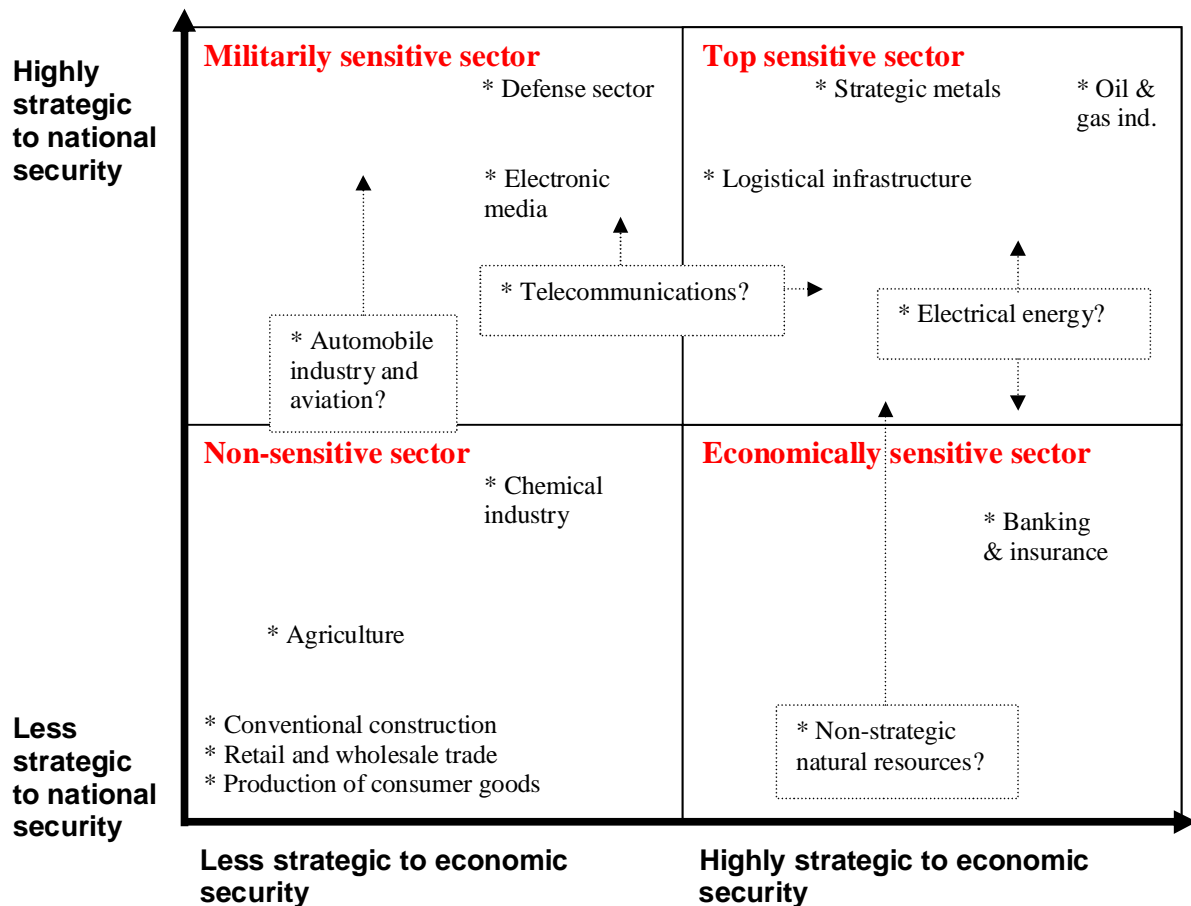 Highly
strategic
to national
security
Militarily sensitive sector
* Defense sector
* Electronic
media
* Telecommunications?
* Automobile
industry and
aviation?
Top sensitive sector
* Strategic metals
* Oil &
gas ind.
* Logistical infrastructure
* Electrical energy?
Non-sensitive sector
* Chemical
industry
* Agriculture
* Conventional construction
* Retail and wholesale trade
* Production of consumer goods
Economically sensitive sector
* Banking
& insurance
* Non-strategic
natural resources?
Less
strategic
to national
security
Less strategic to economic
security
Highly strategic to economic
security